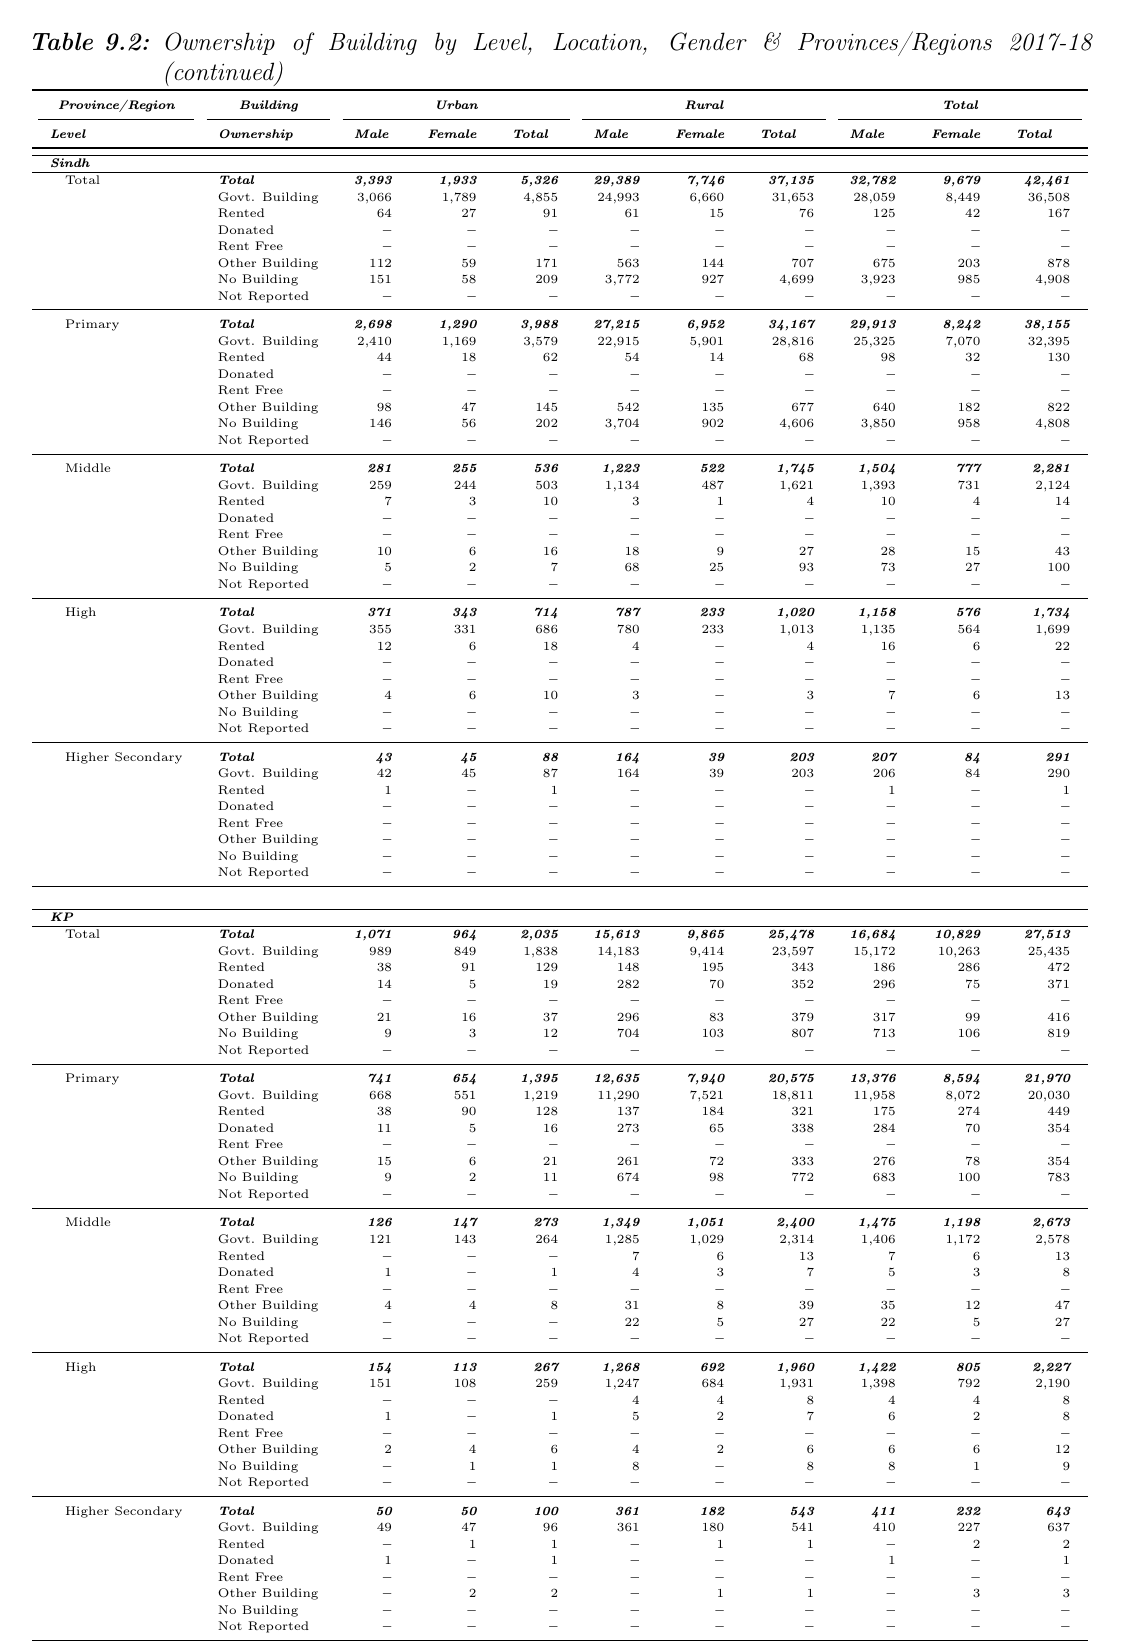 Table 9.2: Ownership of Building by Level, Location, Gender & Provinces/Regions 2017-18
(continued)
Province/Region Building Urban Rural Total
Level Ownership Male Female Total Male Female Total Male Female Total
Sindh
Total Total 3,393 1,933 5,326 29,389 7,746 37,135 32,782 9,679 42,461
Govt. Building 3,066 1,789 4,855 24,993 6,660 31,653 28,059 8,449 36,508
Rented 64 27 91 61 15 76 125 42 167
Donated – – – – – – – – –
Rent Free – – – – – – – – –
Other Building 112 59 171 563 144 707 675 203 878
No Building 151 58 209 3,772 927 4,699 3,923 985 4,908
Not Reported – – – – – – – – –
Primary Total 2,698 1,290 3,988 27,215 6,952 34,167 29,913 8,242 38,155
Govt. Building 2,410 1,169 3,579 22,915 5,901 28,816 25,325 7,070 32,395
Rented 44 18 62 54 14 68 98 32 130
Donated – – – – – – – – –
Rent Free – – – – – – – – –
Other Building 98 47 145 542 135 677 640 182 822
No Building 146 56 202 3,704 902 4,606 3,850 958 4,808
Not Reported – – – – – – – – –
Middle Total 281 255 536 1,223 522 1,745 1,504 777 2,281
Govt. Building 259 244 503 1,134 487 1,621 1,393 731 2,124
Rented 7 3 10 3 1 4 10 4 14
Donated – – – – – – – – –
Rent Free – – – – – – – – –
Other Building 10 6 16 18 9 27 28 15 43
No Building 5 2 7 68 25 93 73 27 100
Not Reported – – – – – – – – –
High Total 371 343 714 787 233 1,020 1,158 576 1,734
Govt. Building 355 331 686 780 233 1,013 1,135 564 1,699
Rented 12 6 18 4 – 4 16 6 22
Donated – – – – – – – – –
Rent Free – – – – – – – – –
Other Building 4 6 10 3 – 3 7 6 13
No Building – – – – – – – – –
Not Reported – – – – – – – – –
Higher Secondary Total 43 45 88 164 39 203 207 84 291
Govt. Building 42 45 87 164 39 203 206 84 290
Rented 1 – 1 – – – 1 – 1
Donated – – – – – – – – –
Rent Free – – – – – – – – –
Other Building – – – – – – – – –
No Building – – – – – – – – –
Not Reported – – – – – – – – –
KP
Total Total 1,071 964 2,035 15,613 9,865 25,478 16,684 10,829 27,513
Govt. Building 989 849 1,838 14,183 9,414 23,597 15,172 10,263 25,435
Rented 38 91 129 148 195 343 186 286 472
Donated 14 5 19 282 70 352 296 75 371
Rent Free – – – – – – – – –
Other Building 21 16 37 296 83 379 317 99 416
No Building 9 3 12 704 103 807 713 106 819
Not Reported – – – – – – – – –
Primary Total 741 654 1,395 12,635 7,940 20,575 13,376 8,594 21,970
Govt. Building 668 551 1,219 11,290 7,521 18,811 11,958 8,072 20,030
Rented 38 90 128 137 184 321 175 274 449
Donated 11 5 16 273 65 338 284 70 354
Rent Free – – – – – – – – –
Other Building 15 6 21 261 72 333 276 78 354
No Building 9 2 11 674 98 772 683 100 783
Not Reported – – – – – – – – –
Middle Total 126 147 273 1,349 1,051 2,400 1,475 1,198 2,673
Govt. Building 121 143 264 1,285 1,029 2,314 1,406 1,172 2,578
Rented – – – 7 6 13 7 6 13
Donated 1 – 1 4 3 7 5 3 8
Rent Free – – – – – – – – –
Other Building 4 4 8 31 8 39 35 12 47
No Building – – – 22 5 27 22 5 27
Not Reported – – – – – – – – –
High Total 154 113 267 1,268 692 1,960 1,422 805 2,227
Govt. Building 151 108 259 1,247 684 1,931 1,398 792 2,190
Rented – – – 4 4 8 4 4 8
Donated 1 – 1 5 2 7 6 2 8
Rent Free – – – – – – – – –
Other Building 2 4 6 4 2 6 6 6 12
No Building – 1 1 8 – 8 8 1 9
Not Reported – – – – – – – – –
Higher Secondary Total 50 50 100 361 182 543 411 232 643
Govt. Building 49 47 96 361 180 541 410 227 637
Rented – 1 1 – 1 1 – 2 2
Donated 1 – 1 – – – 1 – 1
Rent Free – – – – – – – – –
Other Building – 2 2 – 1 1 – 3 3
No Building – – – – – – – – –
Not Reported – – – – – – – – –